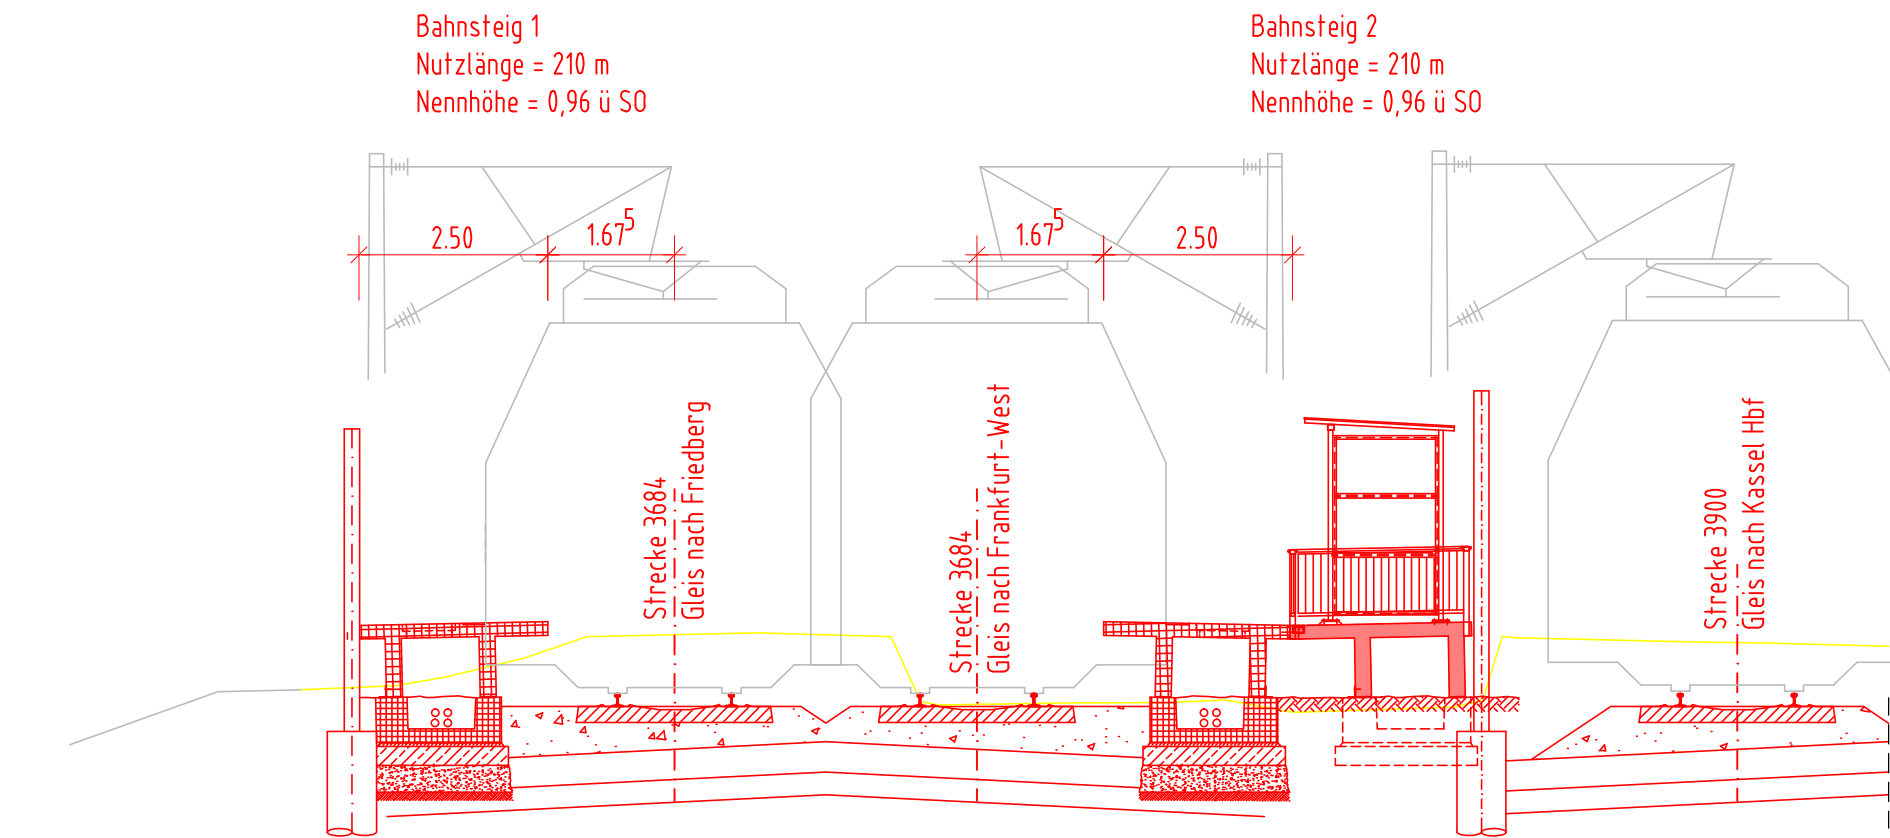 Bahnsteig 1
Nutzlänge = 210 m
Nennhöhe = 0,96 ü SO
Bahnsteig 2
Nutzlänge = 210 m
Nennhöhe = 0,96 ü SO
2.50
1.67⁵
1.67⁵
2.50
Strecke 3684
Gleis nach Friedberg
Strecke 3684
Gleis nach Frankfurt-West
Strecke 3900
Gleis nach Kassel Hbf